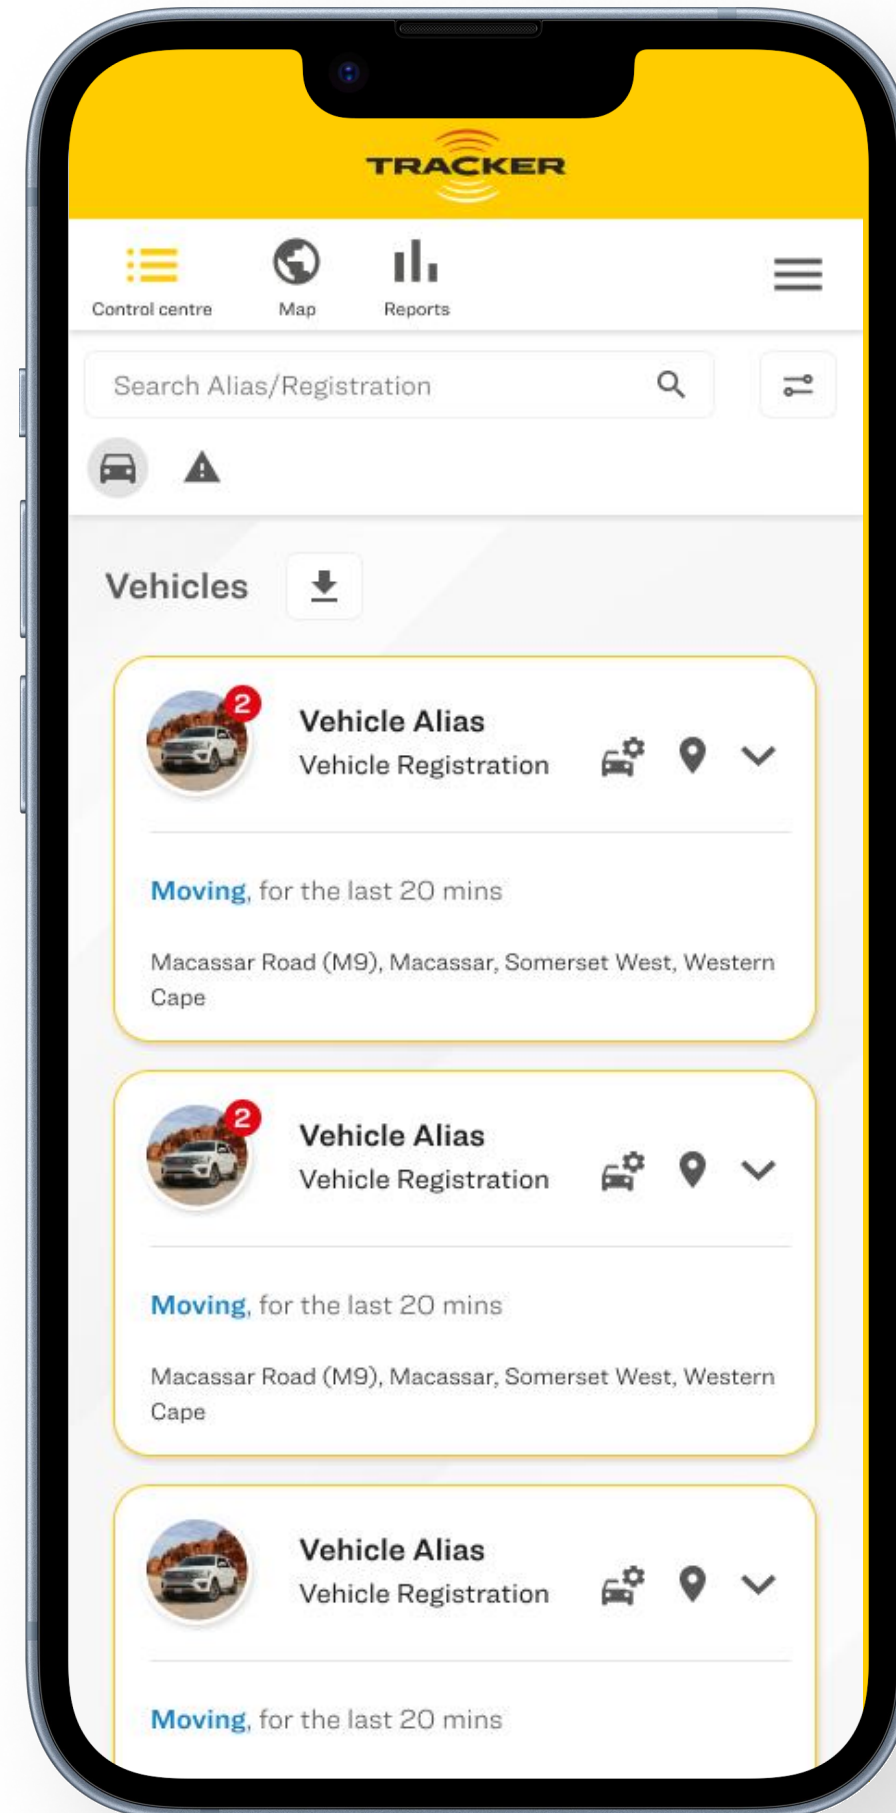 TRACKER
Control centre
Map
Reports
Search Alias/Registration
Vehicles
2
Vehicle Alias
Vehicle Registration
Moving, for the last 20 mins
Macassar Road (M9), Macassar, Somerset West, Western
Cape
2
Vehicle Alias
Vehicle Registration
Moving, for the last 20 mins
Macassar Road (M9), Macassar, Somerset West, Western
Cape
Vehicle Alias
Vehicle Registration
Moving, for the last 20 mins